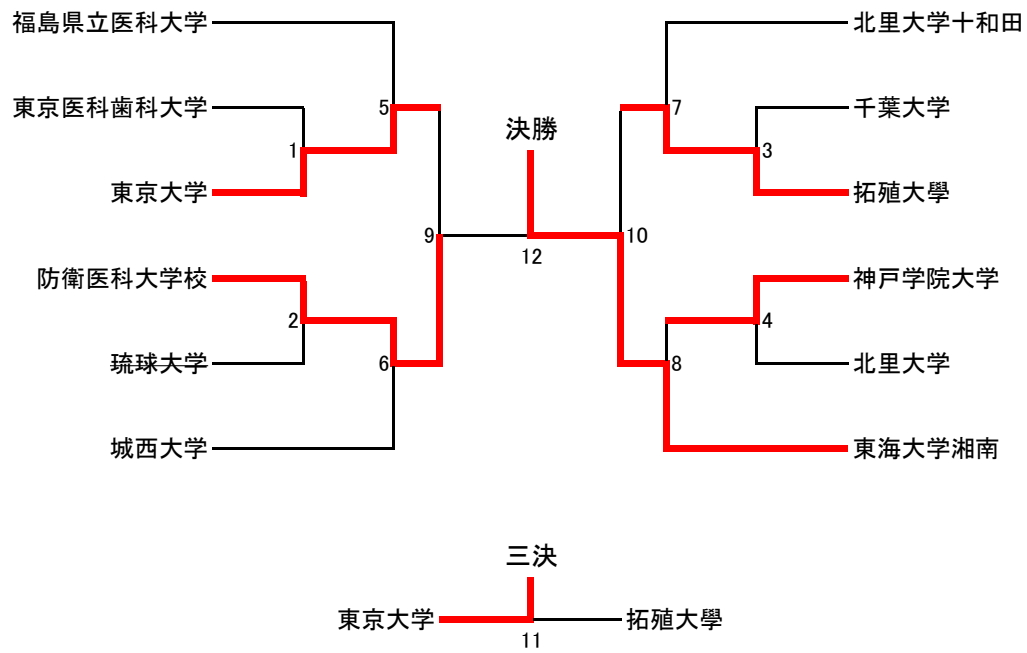 福島県立医科大学
北里大学十和田
東京医科歯科大学
5
7
千葉大学
決勝
1
3
東京大学
拓殖大學
9
10
12
防衛医科大学校
神戸学院大学
2
4
琉球大学
6
8
北里大学
城西大学
東海大学湘南
三決
東京大学
拓殖大學
11